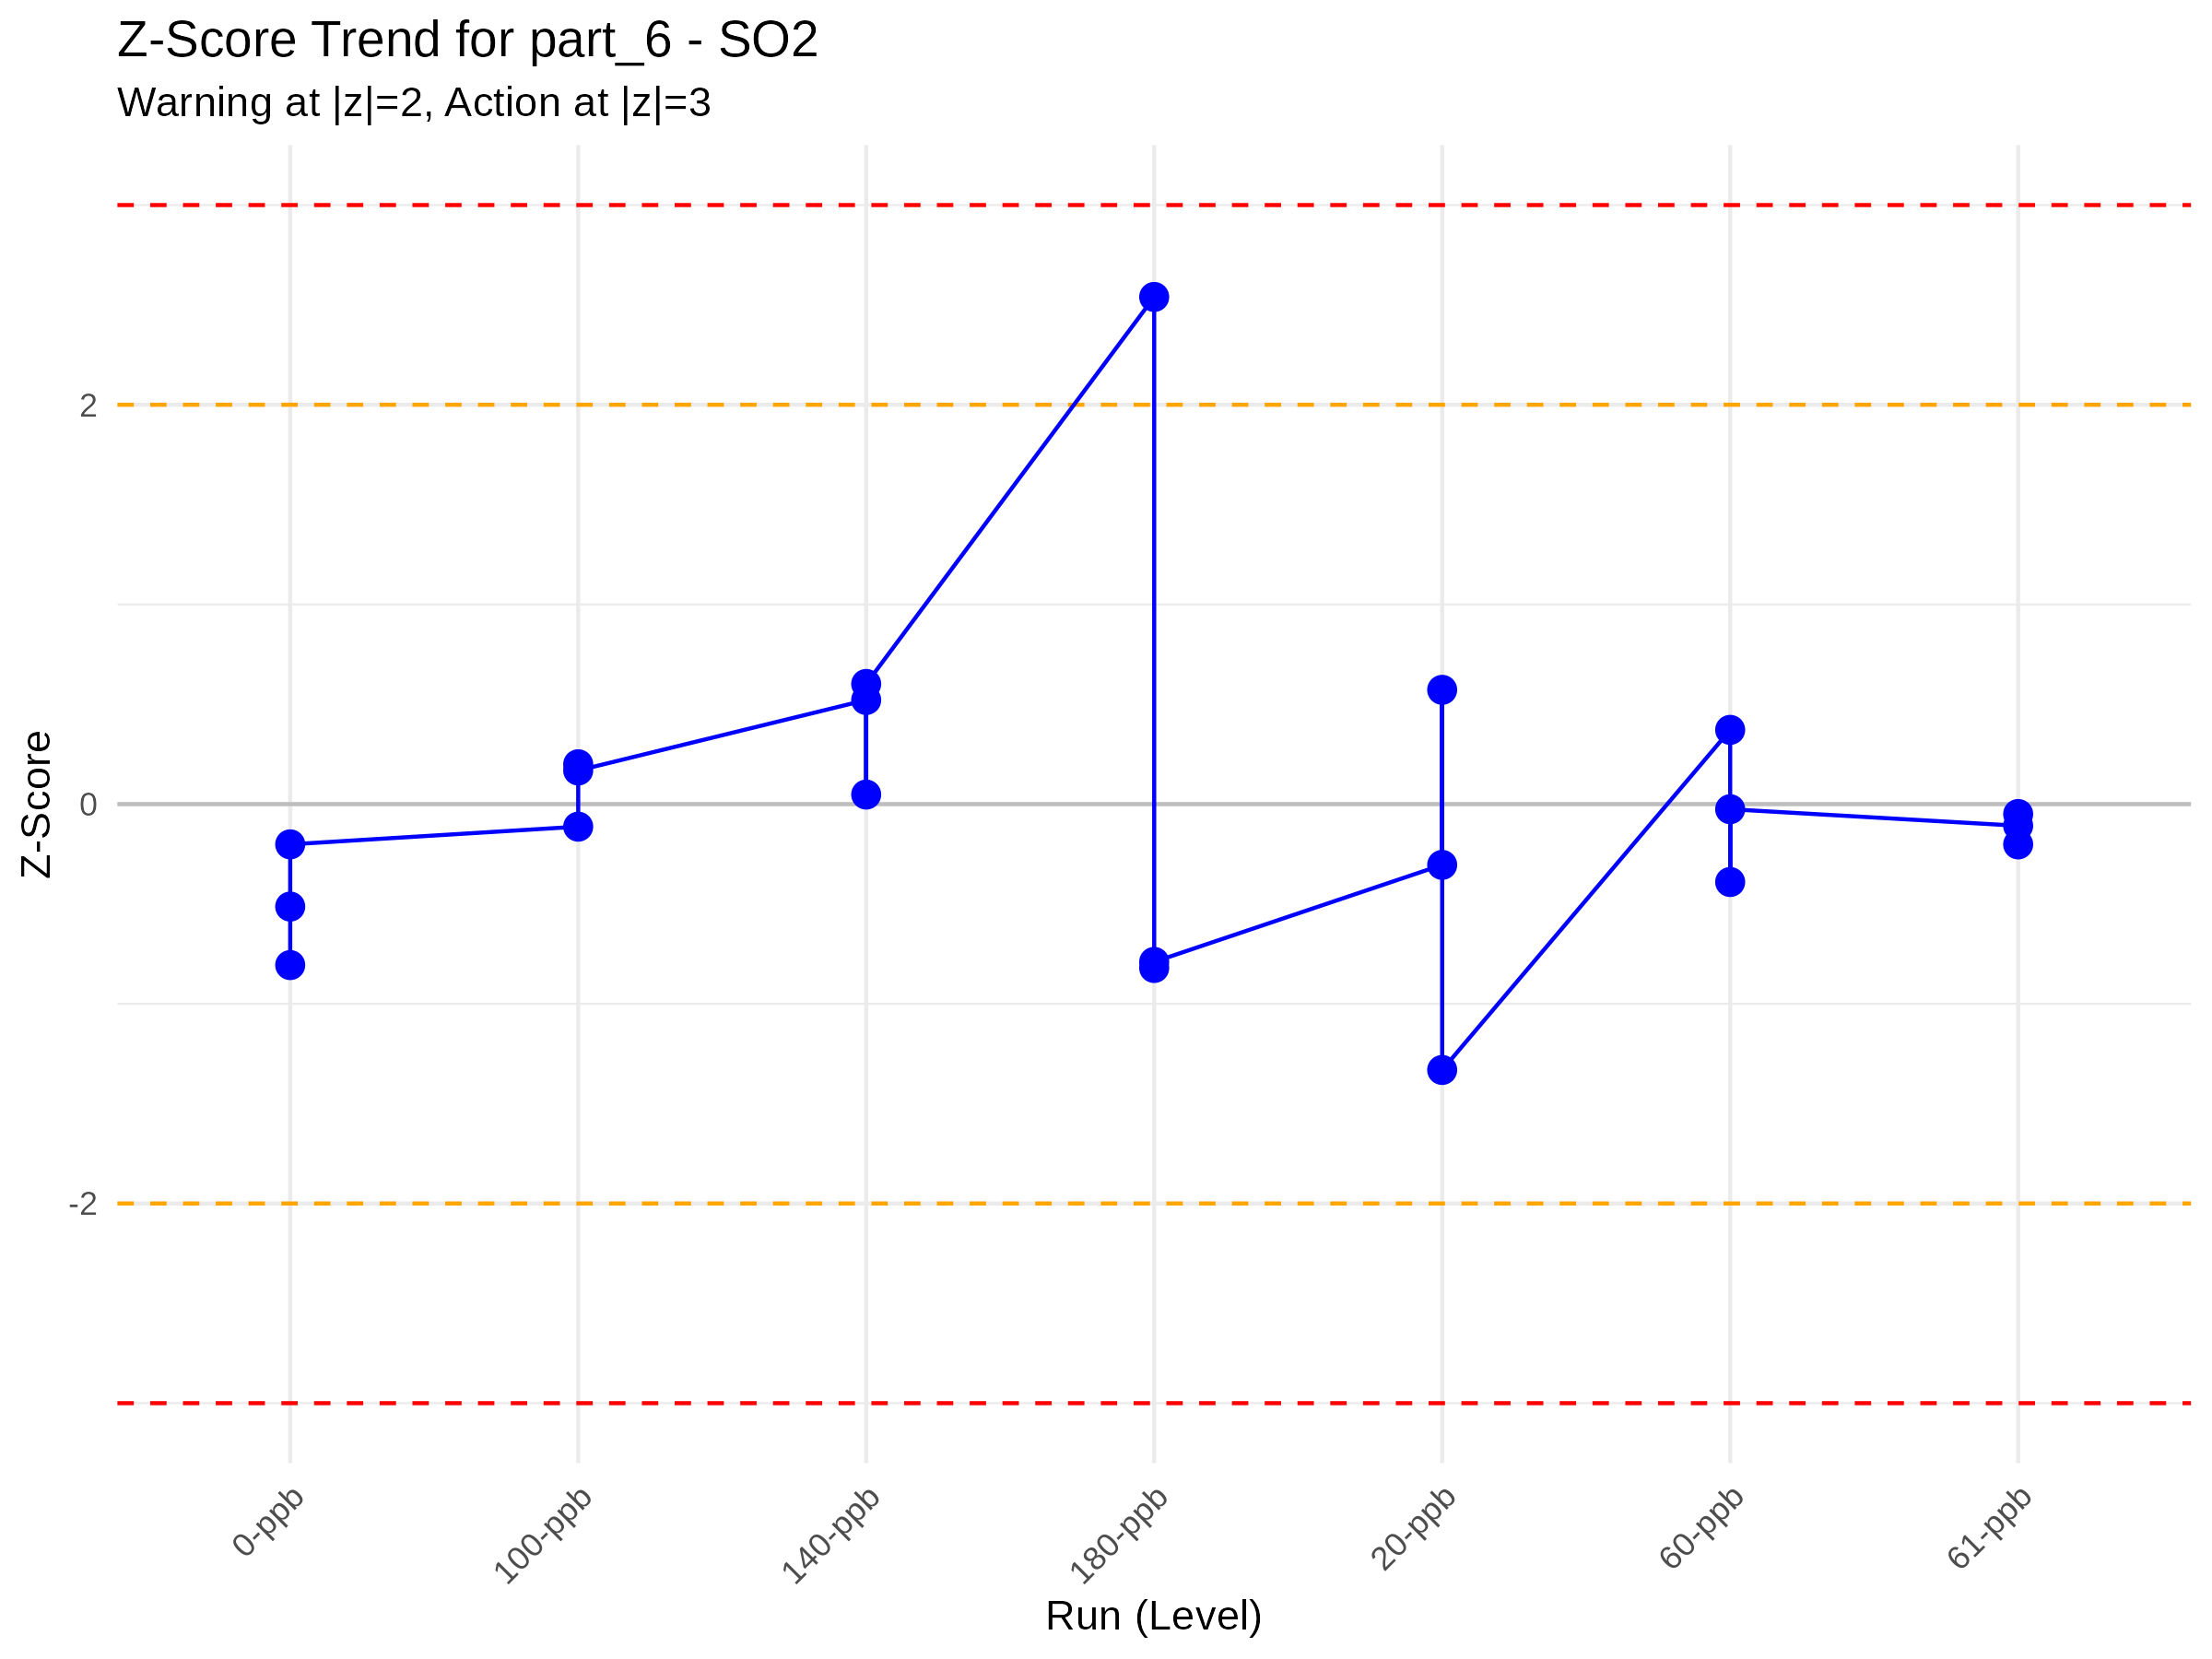 Z-Score Trend for part_6 - SO2
Warning at |z|=2, Action at |z|=3
Z-Score
2
0
-2
0-ppb
100-ppb
140-ppb
180-ppb
20-ppb
60-ppb
61-ppb
Run (Level)